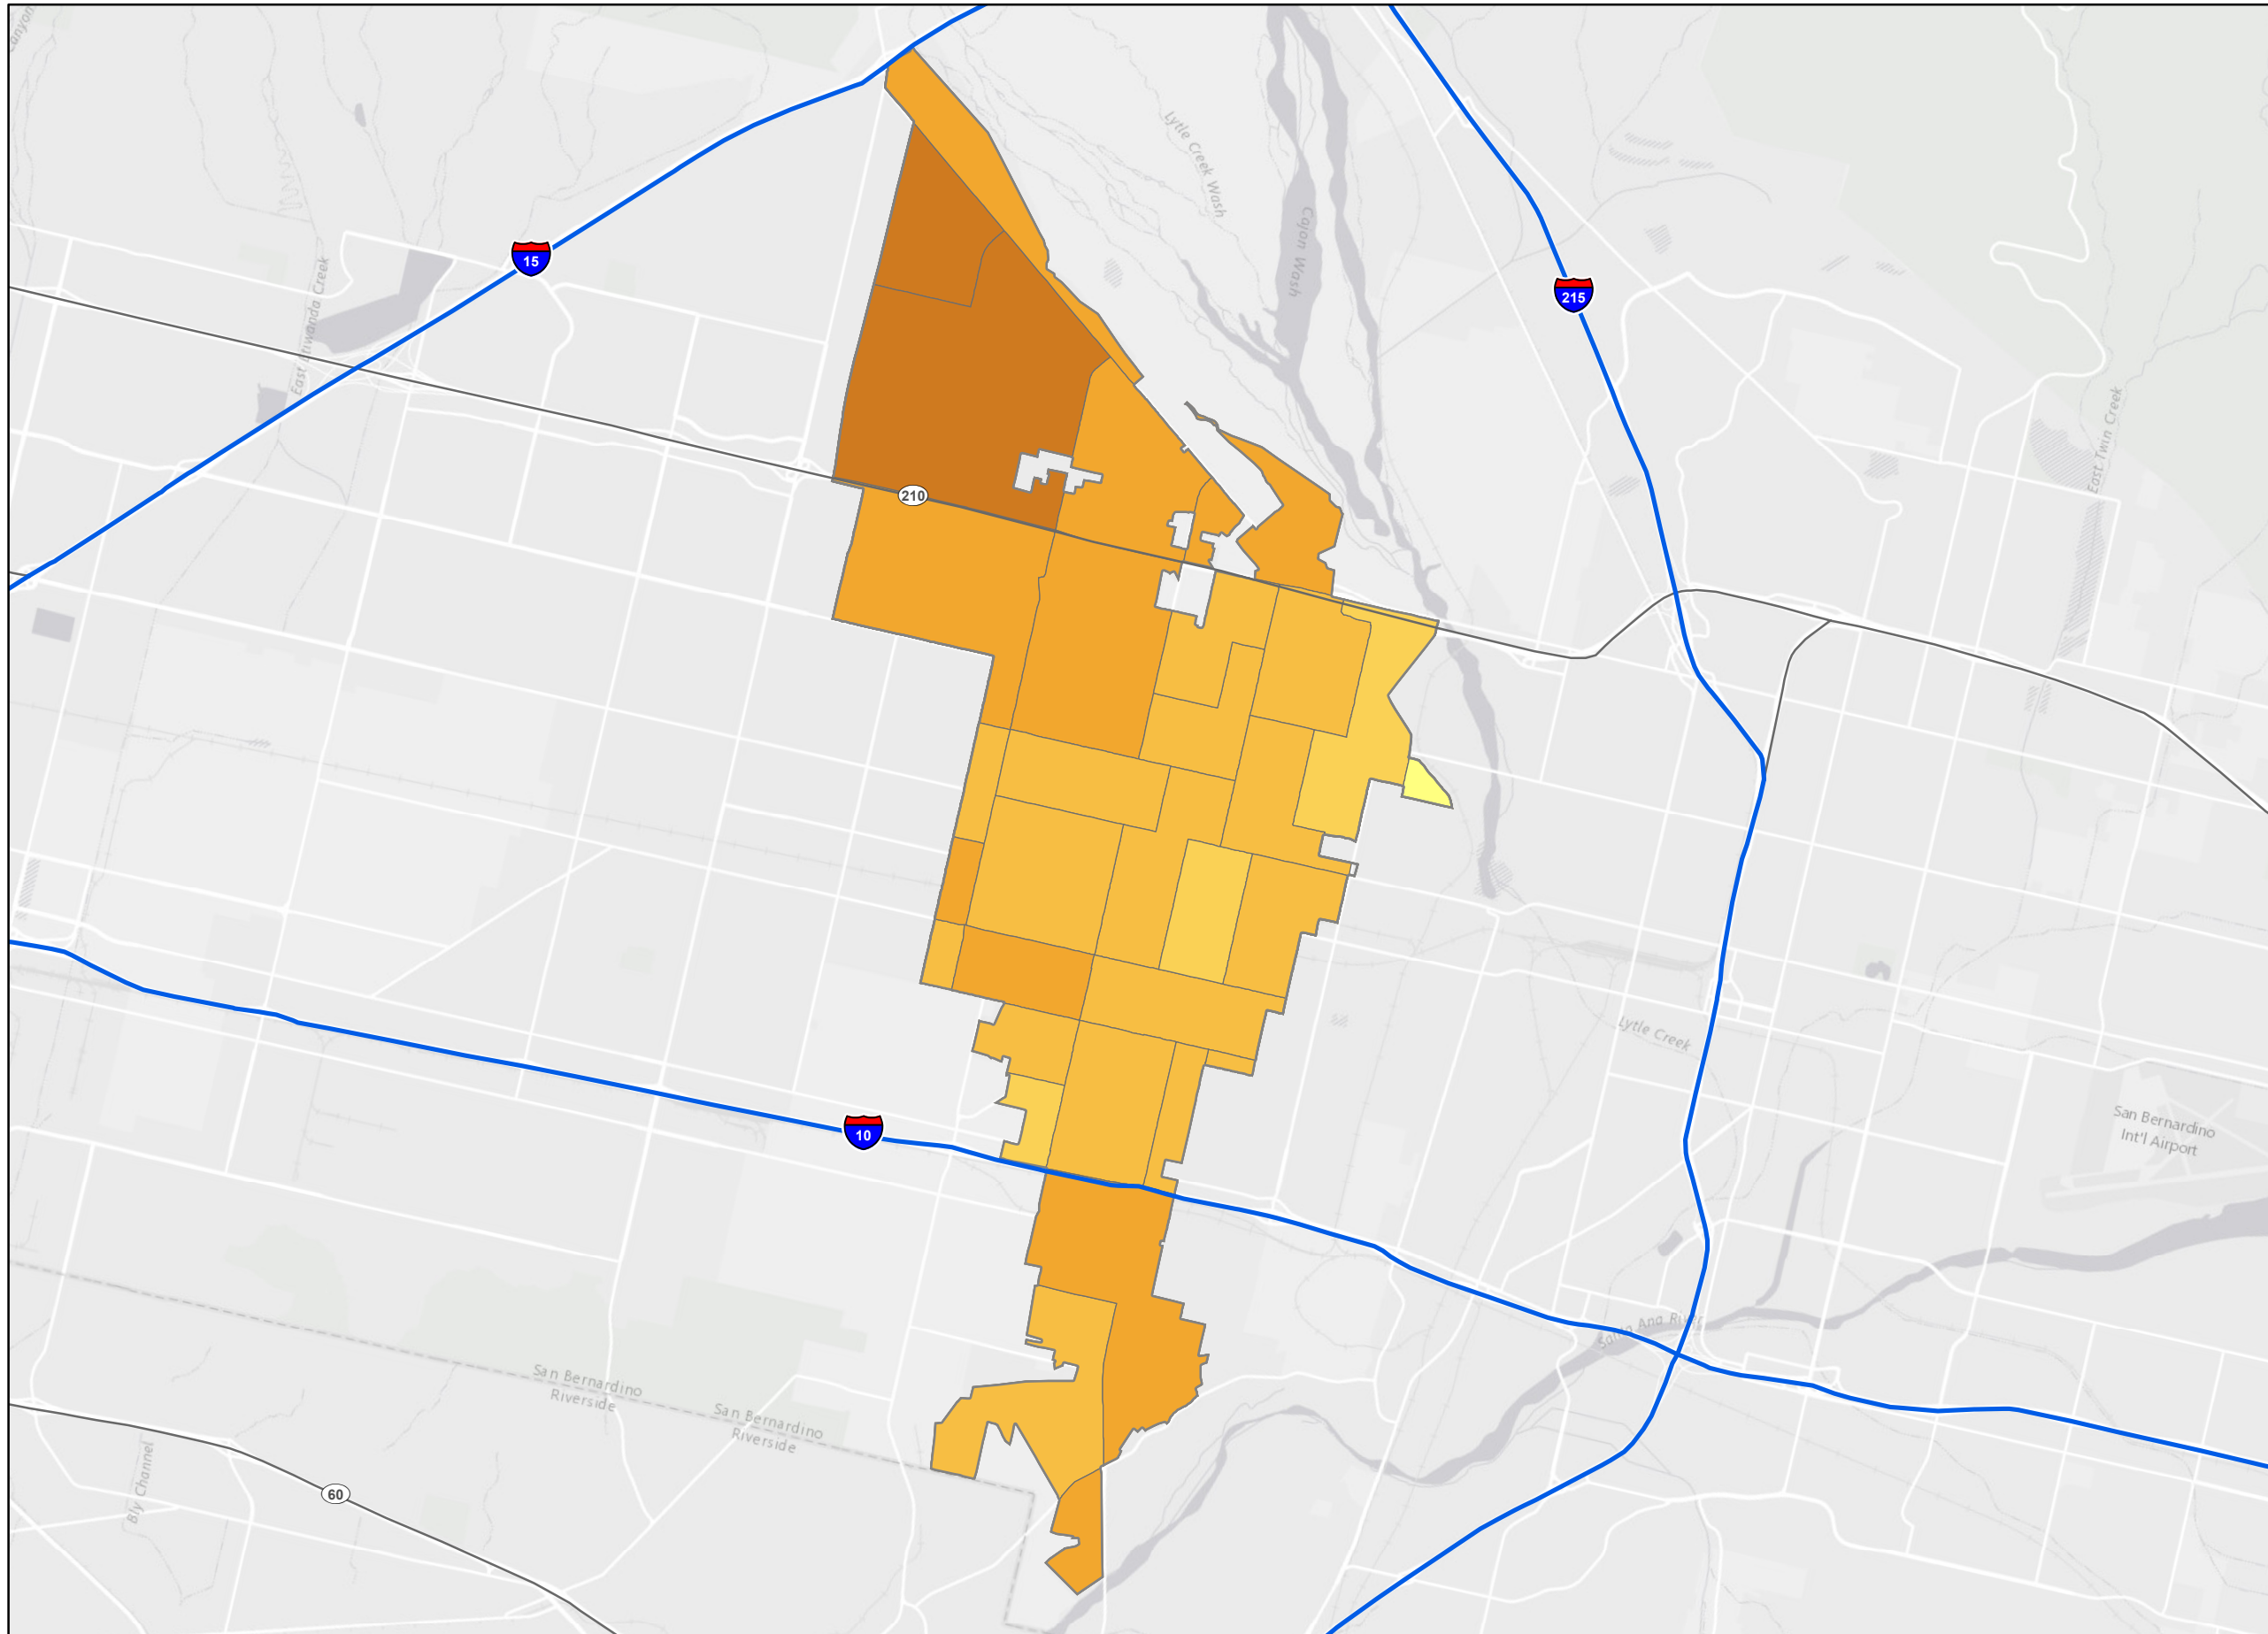 Canyon
Lytle Creek Wash
Cajon Wash
15
215
East Etiwanda Creek
East Twin Creek
210
Lytle Creek
10
San Bernardino
Int'l Airport
Santa Ana River
San Bernardino
Riverside
San Bernardino
Riverside
Bly Channel
60